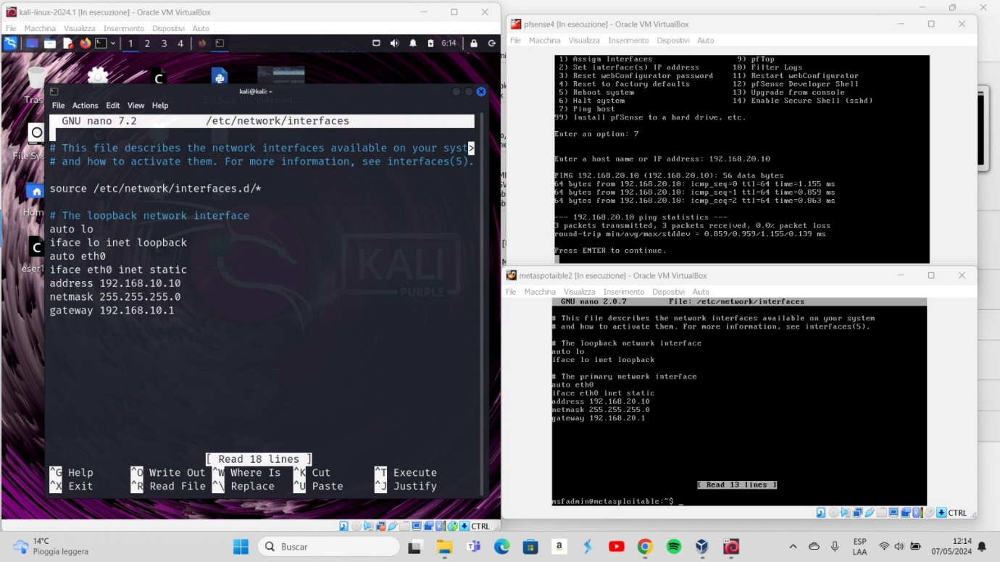 kali-linux-2024.1 [In esecuzione] - Oracle VM VirtualBox
File Macchina Visualizza Inserimento Dispositivi Aiuto
1 2 3 4 6:14
kali@kali: ~
File Actions Edit View Help
GNU nano 7.2 /etc/network/interfaces
# This file describes the network interfaces available on your syst>
# and how to activate them. For more information, see interfaces(5).
source /etc/network/interfaces.d/*
# The loopback network interface
auto lo
iface lo inet loopback
auto eth0
iface eth0 inet static
address 192.168.10.10
netmask 255.255.255.0
gateway 192.168.10.1
[ Read 18 lines ]
^G Help ^O Write Out ^W Where Is ^K Cut ^T Execute
^X Exit ^R Read File ^\ Replace ^U Paste ^J Justify
KALI
PURPLE
CTRL
pfsense4 [In esecuzione] - Oracle VM VirtualBox
File Macchina Visualizza Inserimento Dispositivi Aiuto
1) Assign Interfaces 9) pfTop
2) Set interface(s) IP address 10) Filter Logs
3) Reset webConfigurator password 11) Restart webConfigurator
4) Reset to factory defaults 12) pfSense Developer Shell
5) Reboot system 13) Upgrade from console
6) Halt system 14) Enable Secure Shell (sshd)
7) Ping host
99) Install pfSense to a hard drive, etc.
Enter an option: 7
Enter a host name or IP address: 192.168.20.10
PING 192.168.20.10 (192.168.20.10): 56 data bytes
64 bytes from 192.168.20.10: icmp_seq=0 ttl=64 time=1.155 ms
64 bytes from 192.168.20.10: icmp_seq=1 ttl=64 time=0.859 ms
64 bytes from 192.168.20.10: icmp_seq=2 ttl=64 time=0.863 ms
--- 192.168.20.10 ping statistics ---
3 packets transmitted, 3 packets received, 0.0% packet loss
round-trip min/avg/max/stddev = 0.859/0.959/1.155/0.139 ms
Press ENTER to continue.
metaspotaible2 [In esecuzione] - Oracle VM VirtualBox
File Macchina Visualizza Inserimento Dispositivi Aiuto
GNU nano 2.0.7 File: /etc/network/interfaces
# This file describes the network interfaces available on your system
# and how to activate them. For more information, see interfaces(5).
# The loopback network interface
auto lo
iface lo inet loopback
# The primary network interface
auto eth0
iface eth0 inet static
address 192.168.20.10
netmask 255.255.255.0
gateway 192.168.20.1
[ Read 13 lines ]
msfadmin@metasploitable:~$ _
CTRL
14°C
Pioggia leggera
Buscar
ESP
LAA
12:14
07/05/2024